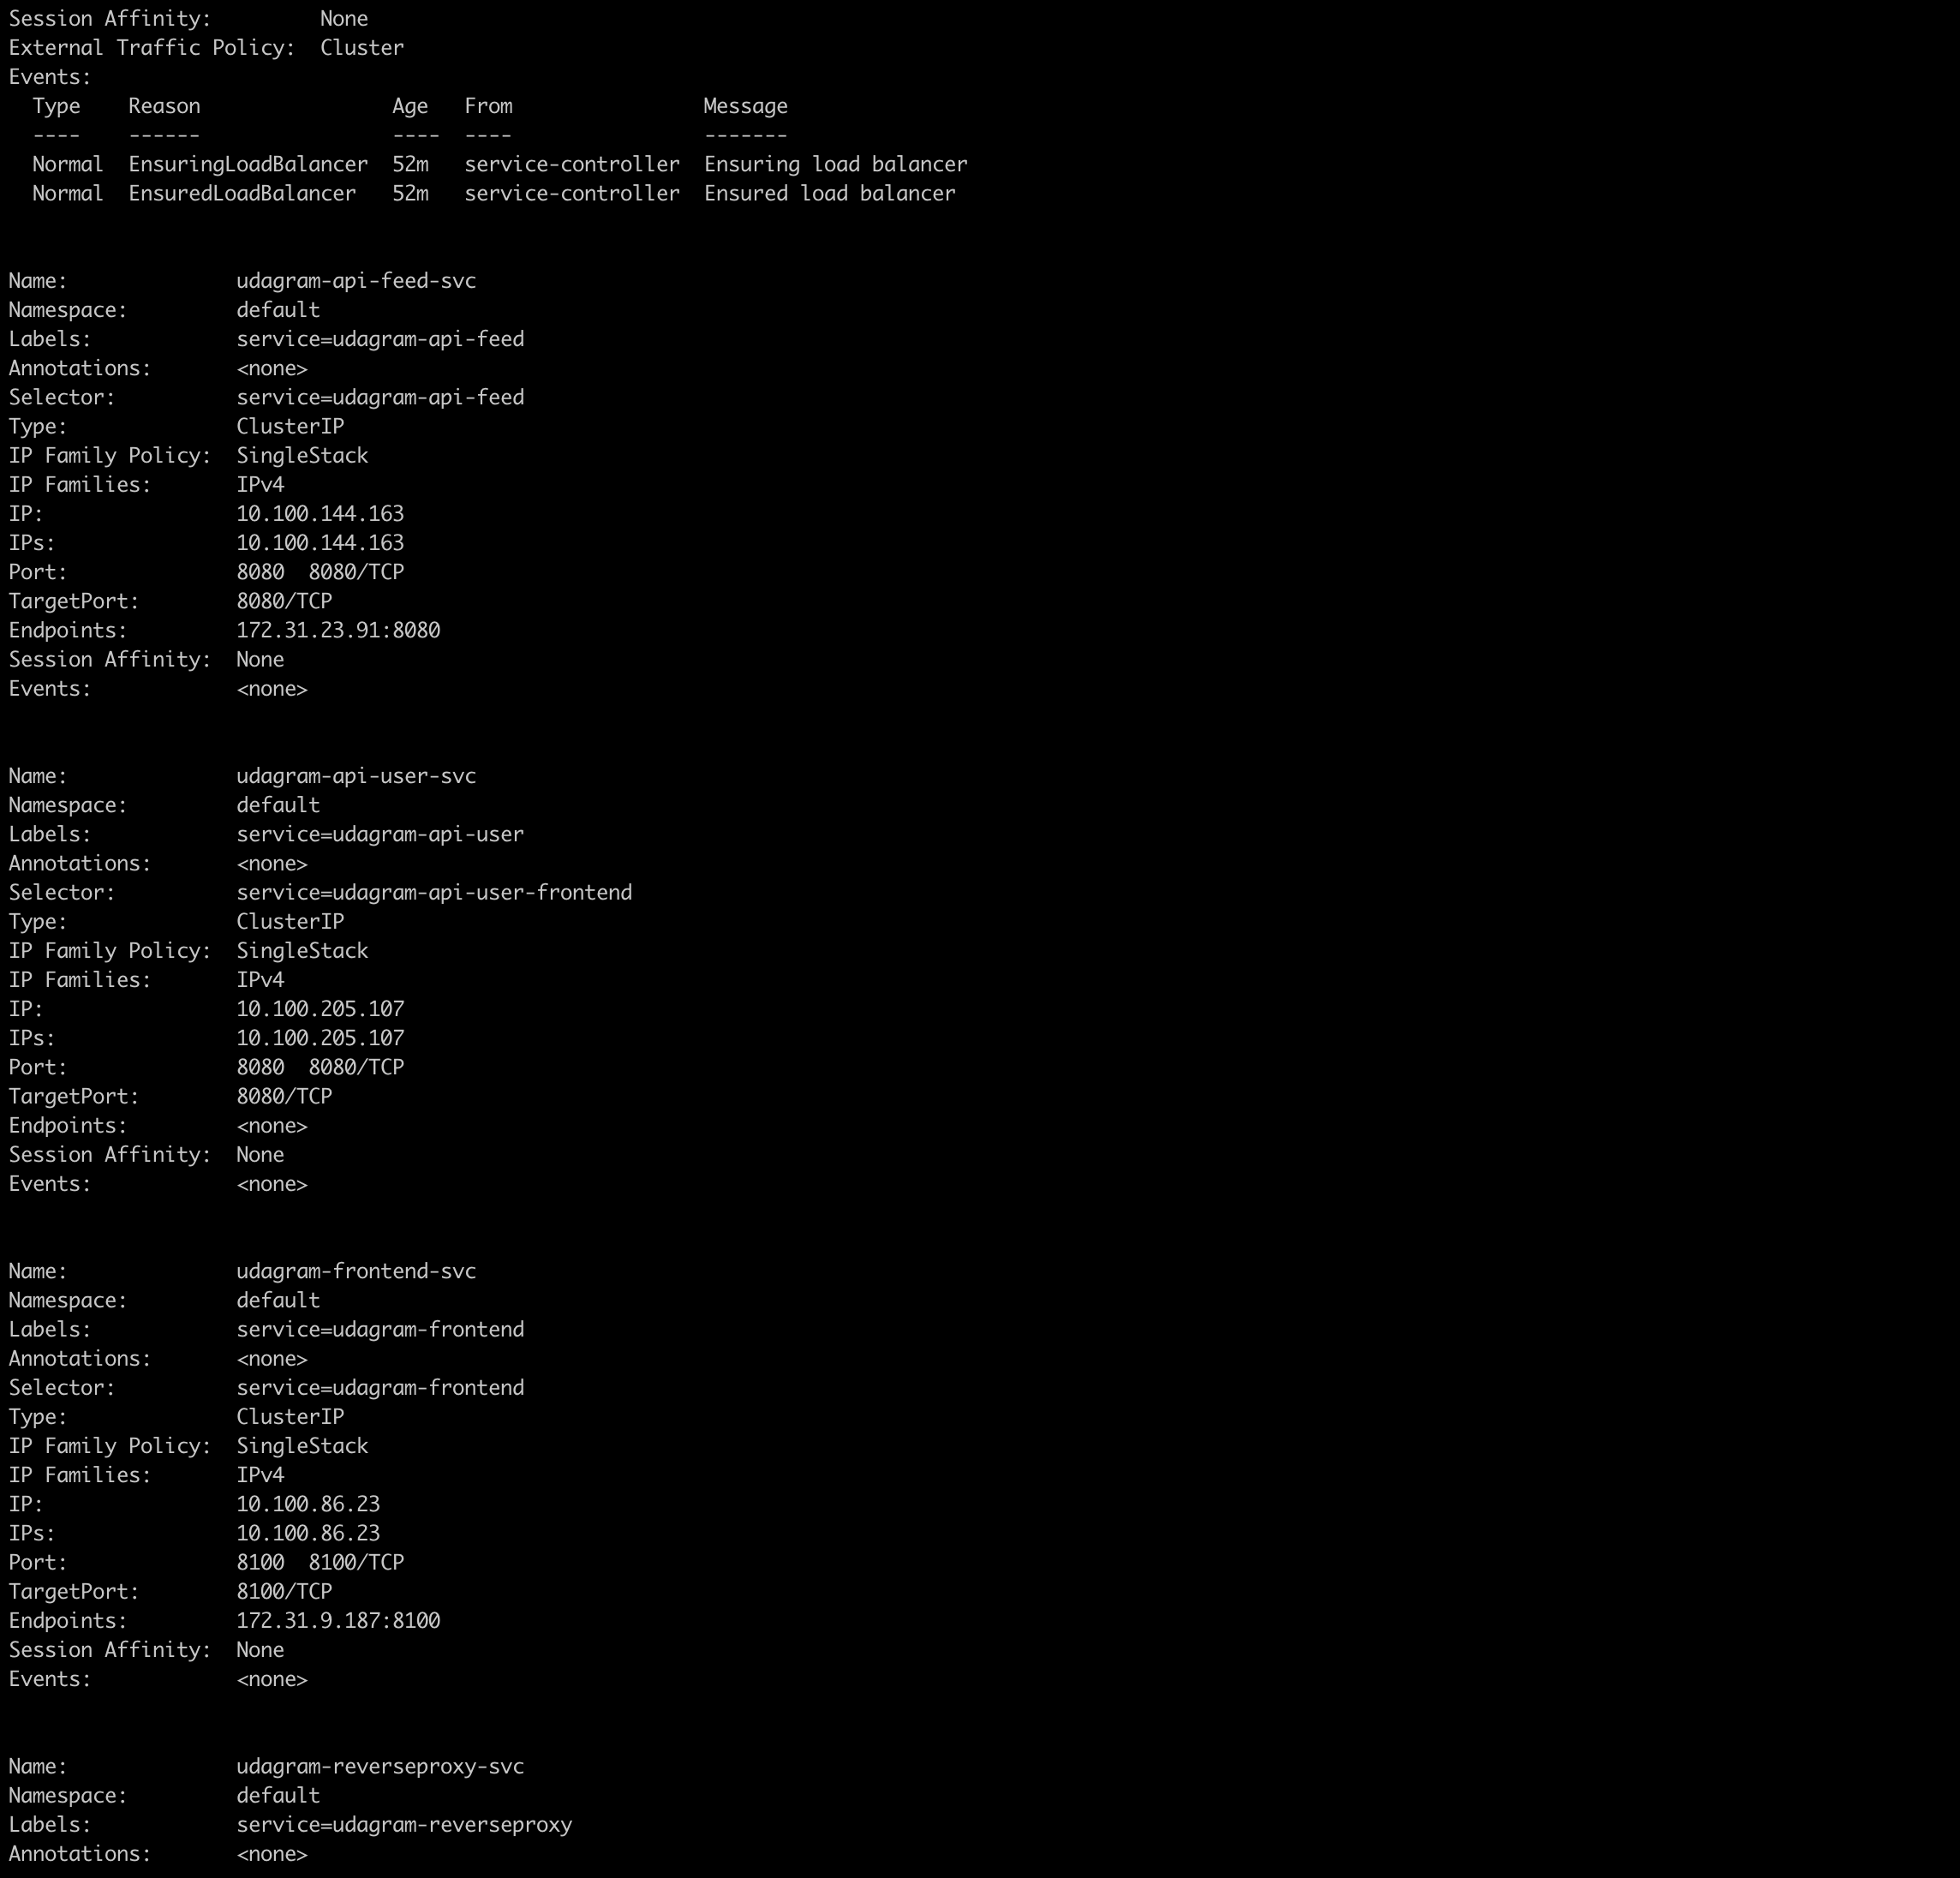 Session Affinity:         None
External Traffic Policy:  Cluster
Events:
  Type    Reason                Age   From                Message
  ----    ------                ----  ----                -------
  Normal  EnsuringLoadBalancer  52m   service-controller  Ensuring load balancer
  Normal  EnsuredLoadBalancer   52m   service-controller  Ensured load balancer
Name:              udagram-api-feed-svc
Namespace:         default
Labels:            service=udagram-api-feed
Annotations:       <none>
Selector:          service=udagram-api-feed
Type:              ClusterIP
IP Family Policy:  SingleStack
IP Families:       IPv4
IP:                10.100.144.163
IPs:               10.100.144.163
Port:              8080  8080/TCP
TargetPort:        8080/TCP
Endpoints:         172.31.23.91:8080
Session Affinity:  None
Events:            <none>
Name:              udagram-api-user-svc
Namespace:         default
Labels:            service=udagram-api-user
Annotations:       <none>
Selector:          service=udagram-api-user-frontend
Type:              ClusterIP
IP Family Policy:  SingleStack
IP Families:       IPv4
IP:                10.100.205.107
IPs:               10.100.205.107
Port:              8080  8080/TCP
TargetPort:        8080/TCP
Endpoints:         <none>
Session Affinity:  None
Events:            <none>
Name:              udagram-frontend-svc
Namespace:         default
Labels:            service=udagram-frontend
Annotations:       <none>
Selector:          service=udagram-frontend
Type:              ClusterIP
IP Family Policy:  SingleStack
IP Families:       IPv4
IP:                10.100.86.23
IPs:               10.100.86.23
Port:              8100  8100/TCP
TargetPort:        8100/TCP
Endpoints:         172.31.9.187:8100
Session Affinity:  None
Events:            <none>
Name:              udagram-reverseproxy-svc
Namespace:         default
Labels:            service=udagram-reverseproxy
Annotations:       <none>